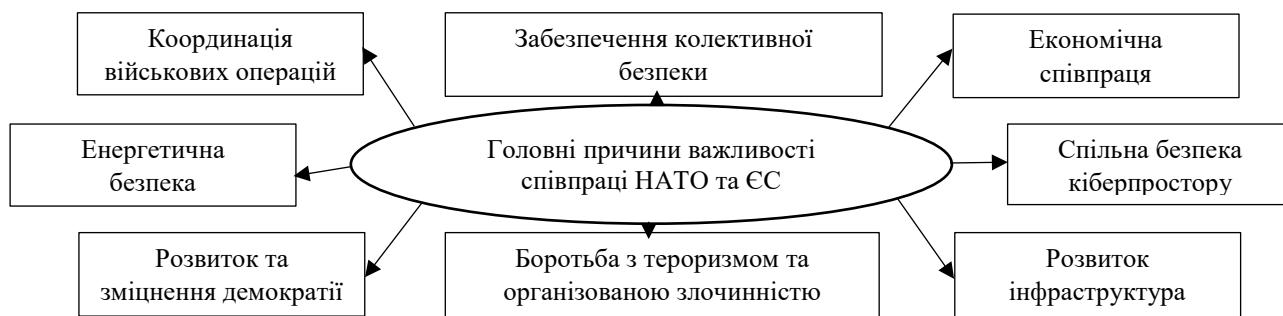 Координація
військових операцій
Забезпечення колективної
безпеки
Економічна
співпраця
Енергетична
безпека
Головні причини важливості
співпраці НАТО та ЄС
Спільна безпека
кіберпростору
Розвиток та
зміцнення демократії
Боротьба з тероризмом та
організованою злочинністю
Розвиток
інфраструктура